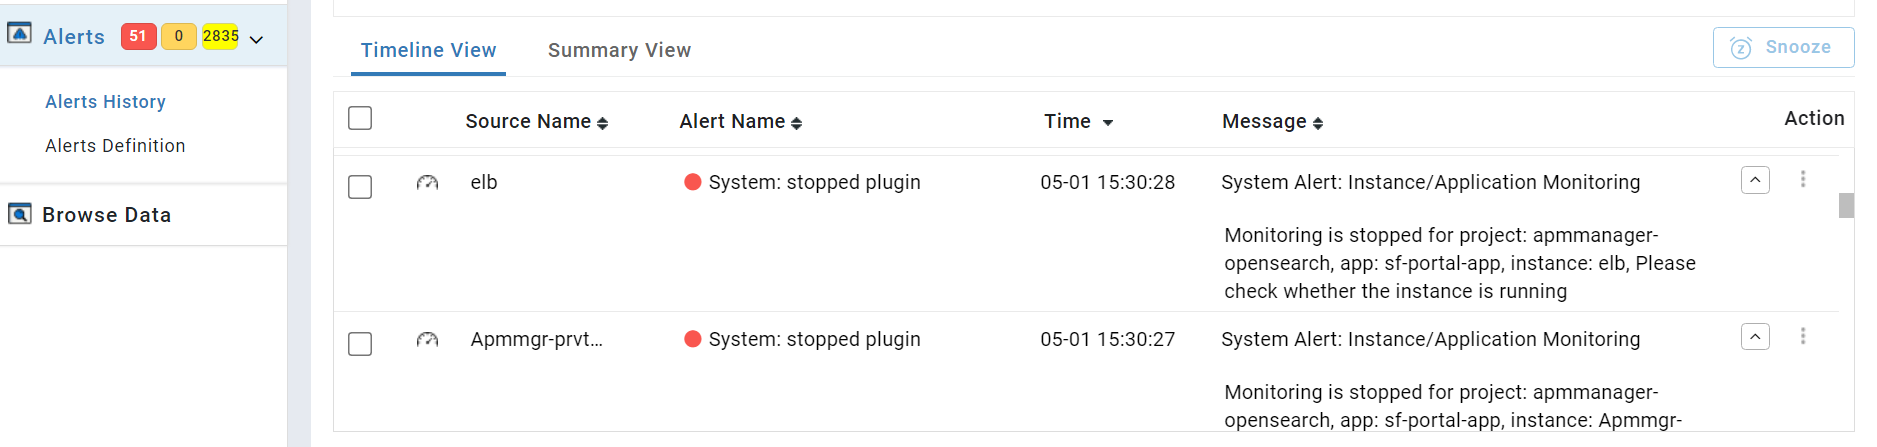 Alerts 51 0 2835
Alerts History
Alerts Definition
Browse Data
Timeline View Summary View
Snooze
Source Name Alert Name Time Message Action
elb System: stopped plugin 05-01 15:30:28 System Alert: Instance/Application Monitoring
Monitoring is stopped for project: apmmanager-
opensearch, app: sf-portal-app, instance: elb, Please
check whether the instance is running
Apmmgr-prvt... System: stopped plugin 05-01 15:30:27 System Alert: Instance/Application Monitoring
Monitoring is stopped for project: apmmanager-
opensearch, app: sf-portal-app, instance: Apmmgr-